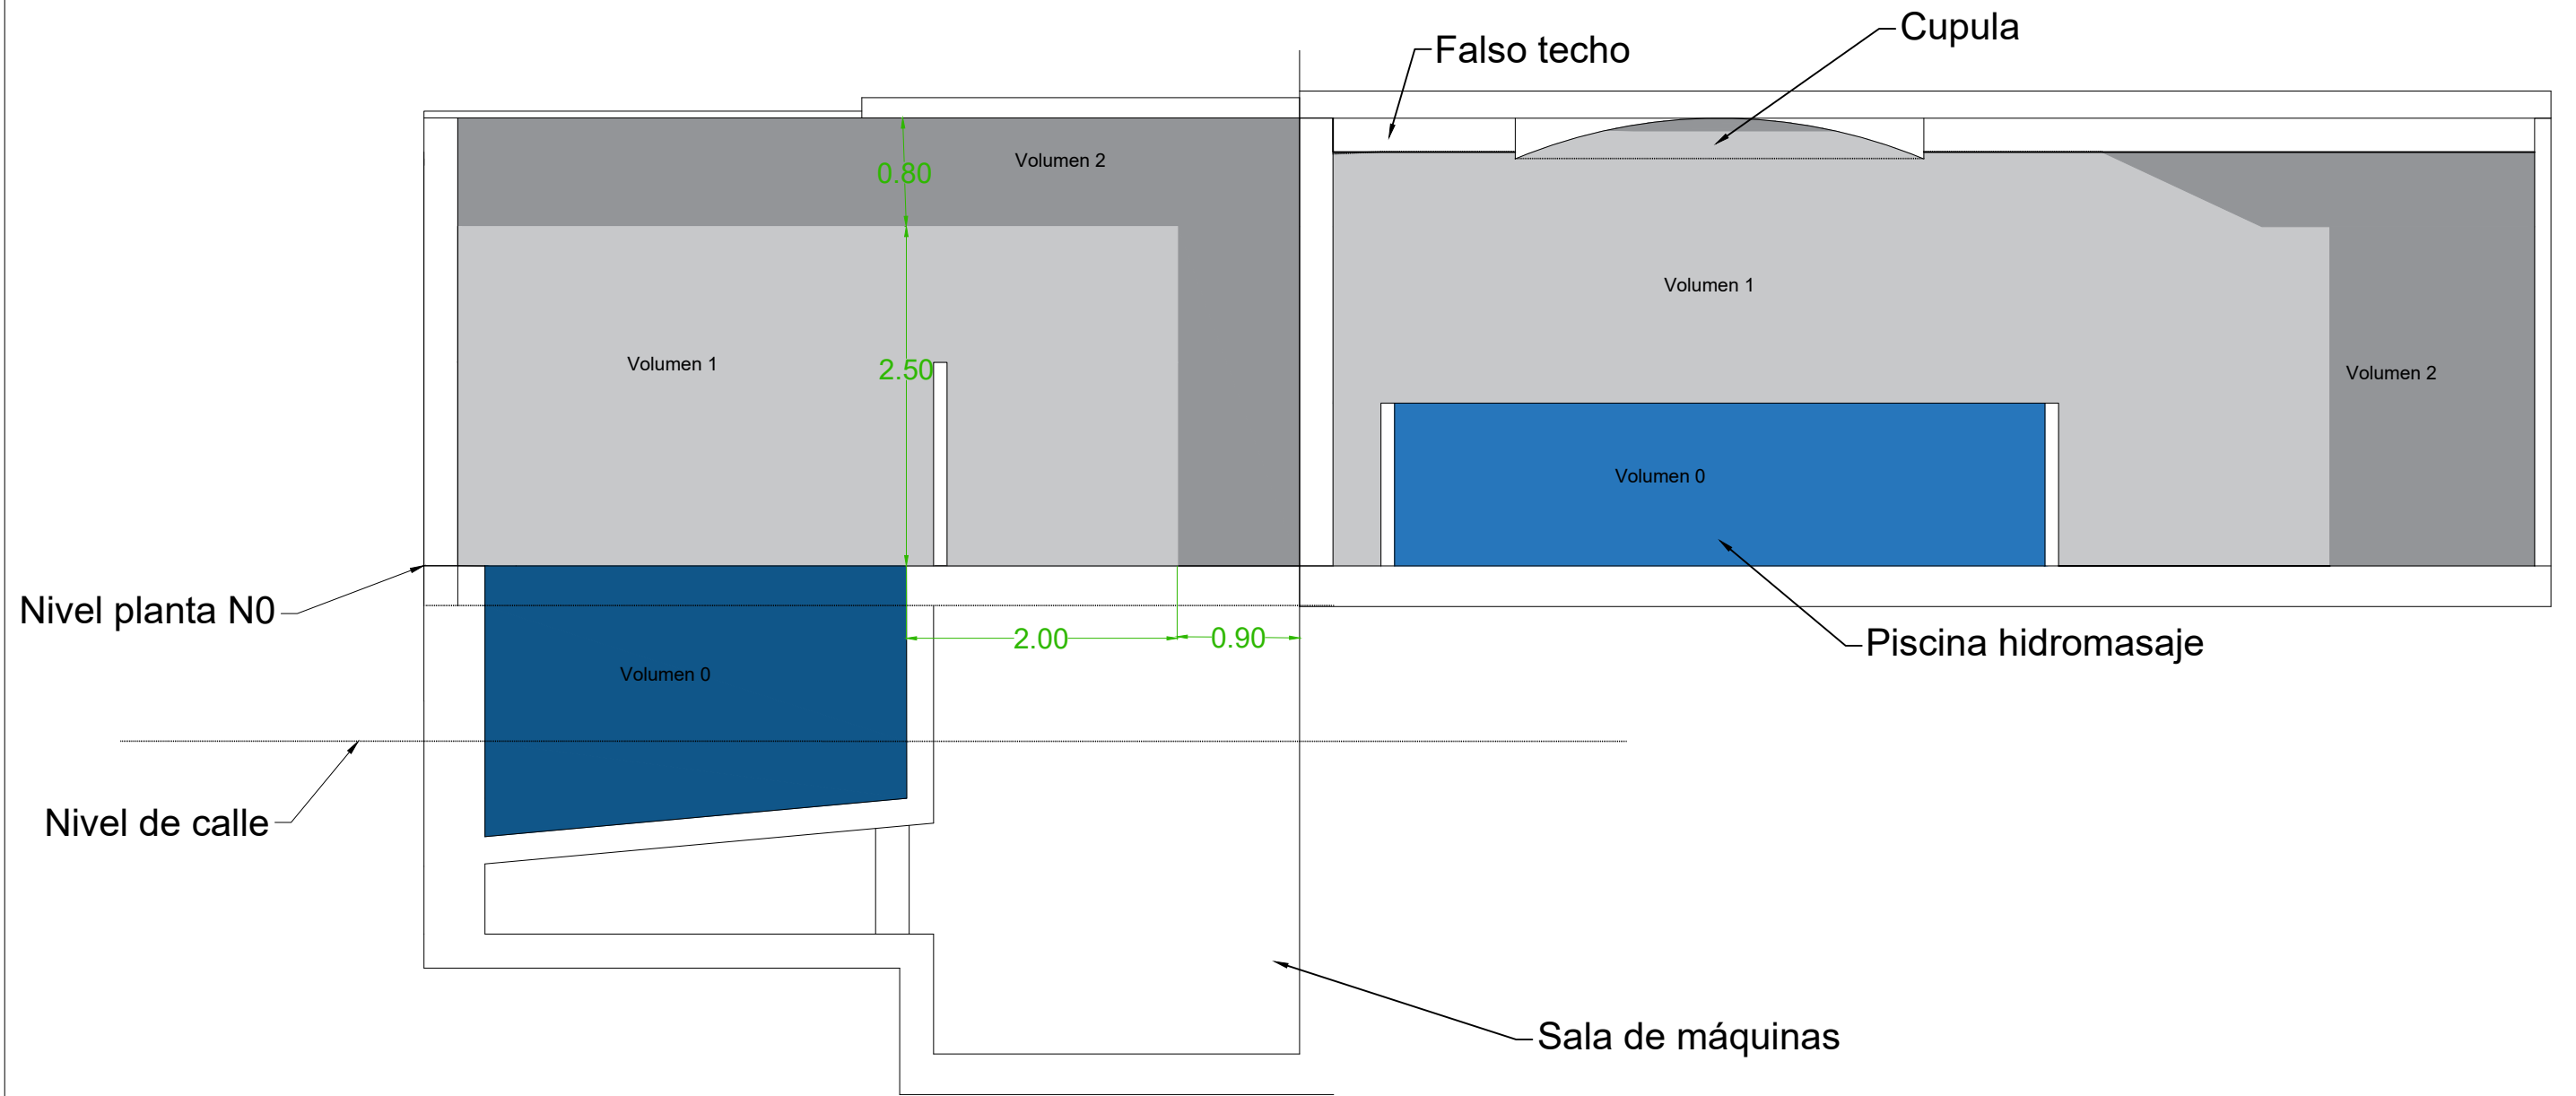 Cupula
Falso techo
Volumen 2
0.80
Volumen 1
Volumen 1
2.50
Volumen 2
Volumen 0
Nivel planta N0
2.00
0.90
Piscina hidromasaje
Volumen 0
Nivel de calle
Sala de máquinas